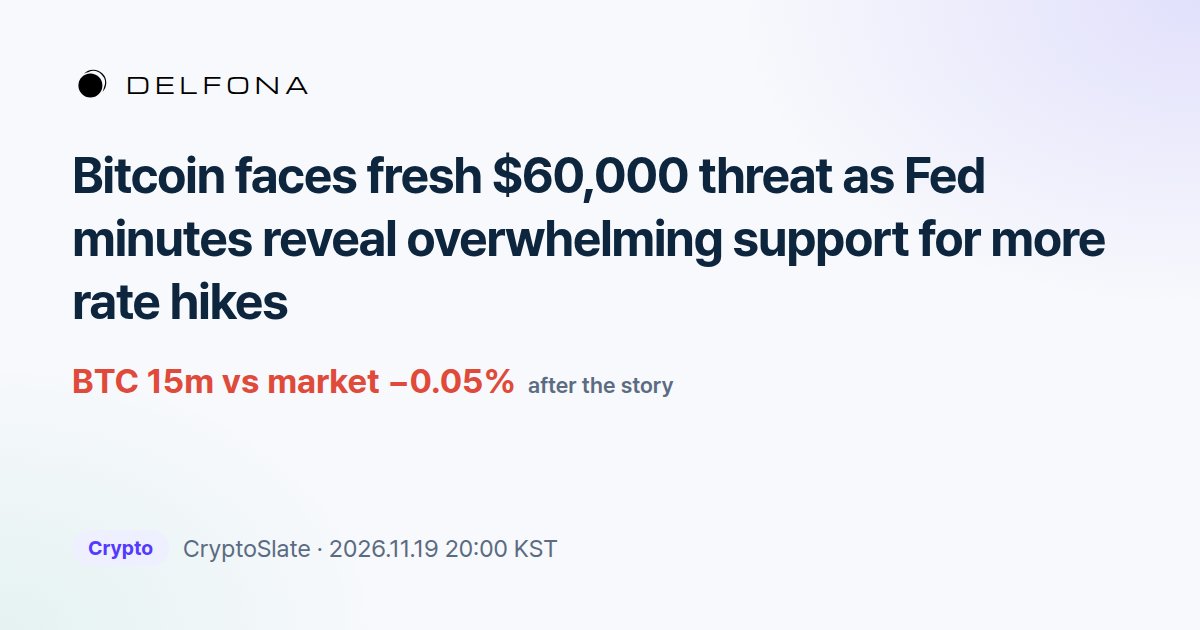 DELFONA
Bitcoin faces fresh $60,000 threat as Fed
minutes reveal overwhelming support for more
rate hikes
BTC 15m vs market −0.05% after the story
Crypto CryptoSlate · 2026.11.19 20:00 KST